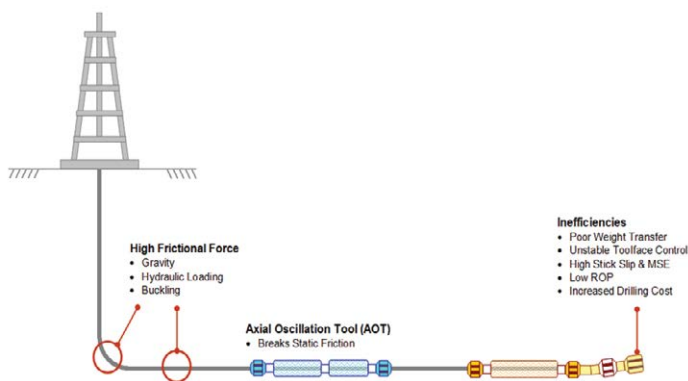 High Frictional Force
• Gravity
• Hydraulic Loading
• Buckling
Axial Oscillation Tool (AOT)
• Breaks Static Friction
Inefficiencies
• Poor Weight Transfer
• Unstable Toolface Control
• High Stick Slip & MSE
• Low ROP
• Increased Drilling Cost